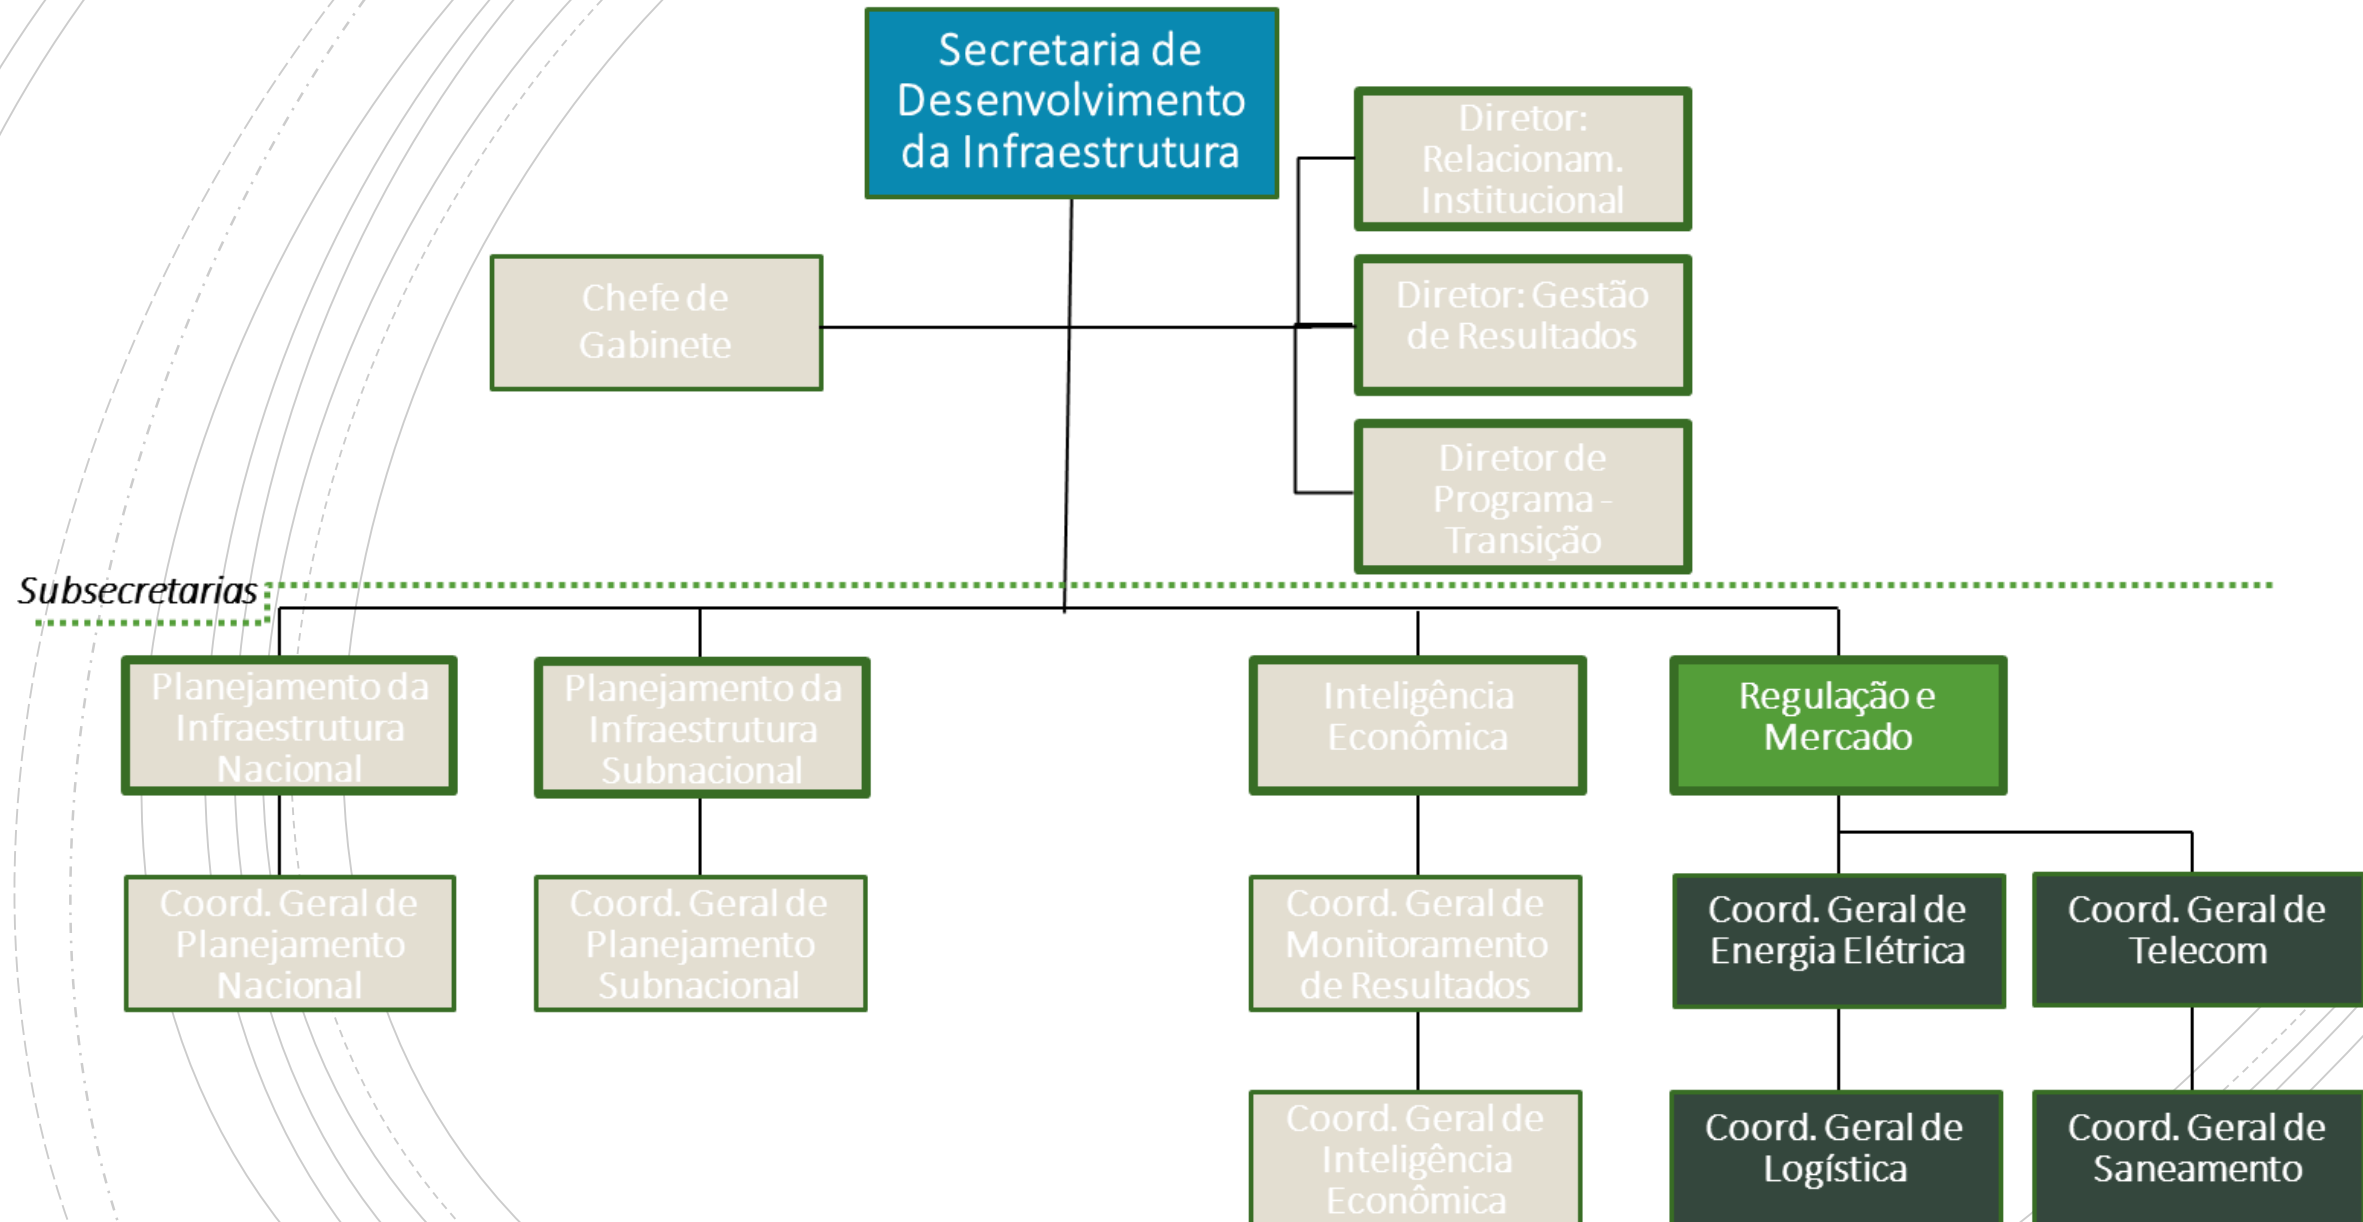 Secretaria de
Desenvolvimento
da Infraestrutura
Diretor:
Relacionam.
Institucional
Chefe de
Gabinete
Diretor: Gestão
de Resultados
Diretor de
Programa -
Transição
Subsecretarias
Planejamento da
Infraestrutura
Nacional
Planejamento da
Infraestrutura
Subnacional
Inteligência
Econômica
Regulação e
Mercado
Coord. Geral de
Planejamento
Nacional
Coord. Geral de
Planejamento
Subnacional
Coord. Geral de
Monitoramento
de Resultados
Coord. Geral de
Energia Elétrica
Coord. Geral de
Telecom
Coord. Geral de
Inteligência
Econômica
Coord. Geral de
Logística
Coord. Geral de
Saneamento